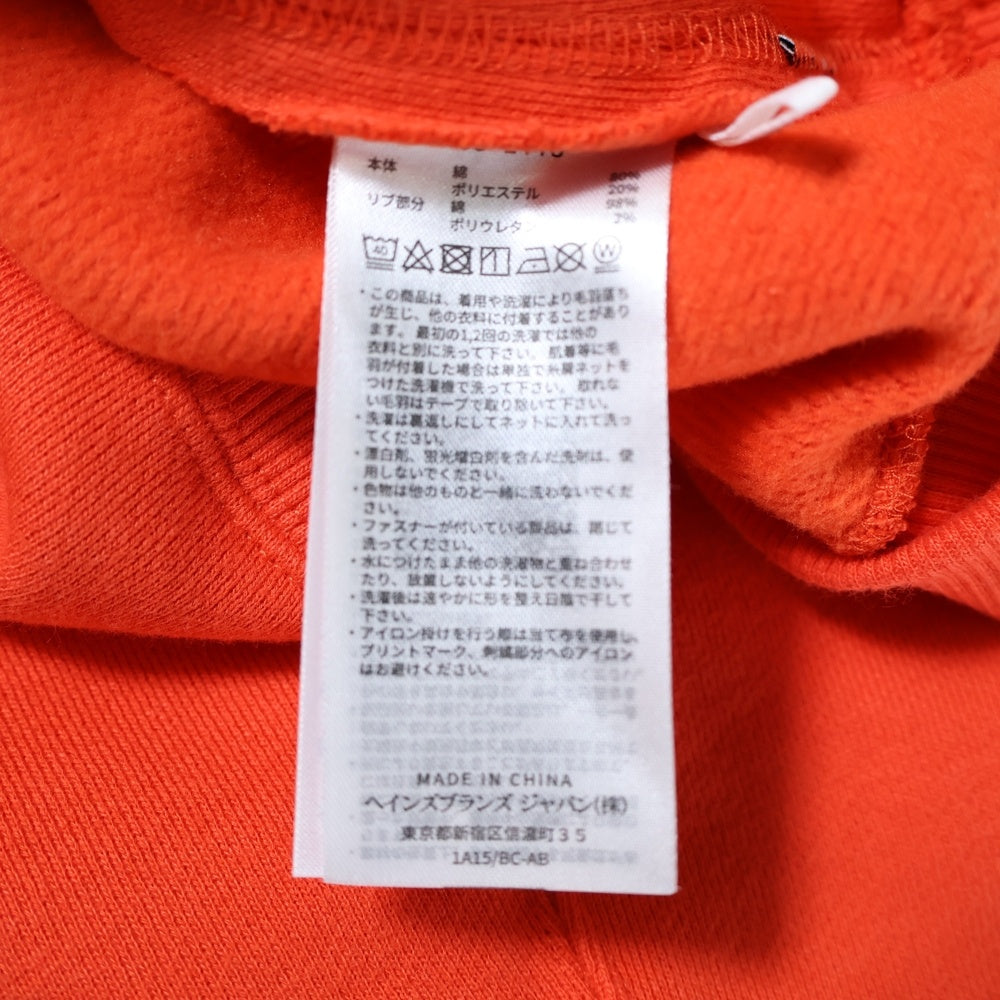 本体 綿 80%
ポリエステル 20%
リブ部分 綿 98%
ポリウレタン 2%
40 W
・この商品は、着用や洗濯により毛羽落ち
が生じ、他の衣料に付着することがあり
ます。最初の1,2回の洗濯では他の
衣料と別に洗って下さい。肌着等に毛
羽が付着した場合は単独で糸屑ネットを
つけた洗濯機で洗って下さい。取れな
い毛羽はテープで取り除いて下さい。
・洗濯は裏返しにしてネットに入れて洗っ
てください。
・漂白剤、蛍光増白剤を含んだ洗剤は、使
用しないでください。
・色物は他のものと一緒に洗わないでくだ
さい。
・ファスナーが付いている製品は、閉じて
洗ってください。
・水につけたまま他の洗濯物と重ね合わせ
たり、放置しないようにしてください。
・洗濯後は速やかに形を整え日陰で干して
下さい。
・アイロン掛けを行う際は当て布を使用し、
プリントマーク、刺繍部分へのアイロン
はお避けください。
MADE IN CHINA
ヘインズブランズ ジャパン(株)
東京都新宿区信濃町35
1A15/BC-AB